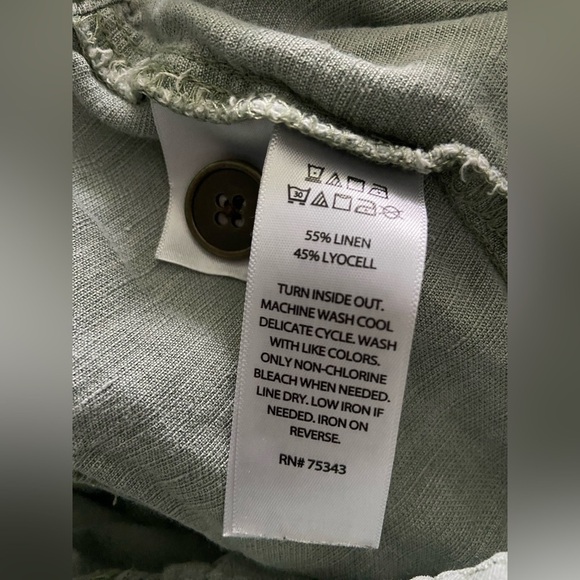 30
55% LINEN
45% LYOCELL
TURN INSIDE OUT.
MACHINE WASH COOL
DELICATE CYCLE. WASH
WITH LIKE COLORS.
ONLY NON-CHLORINE
BLEACH WHEN NEEDED.
LINE DRY. LOW IRON IF
NEEDED. IRON ON
REVERSE.
RN# 75343